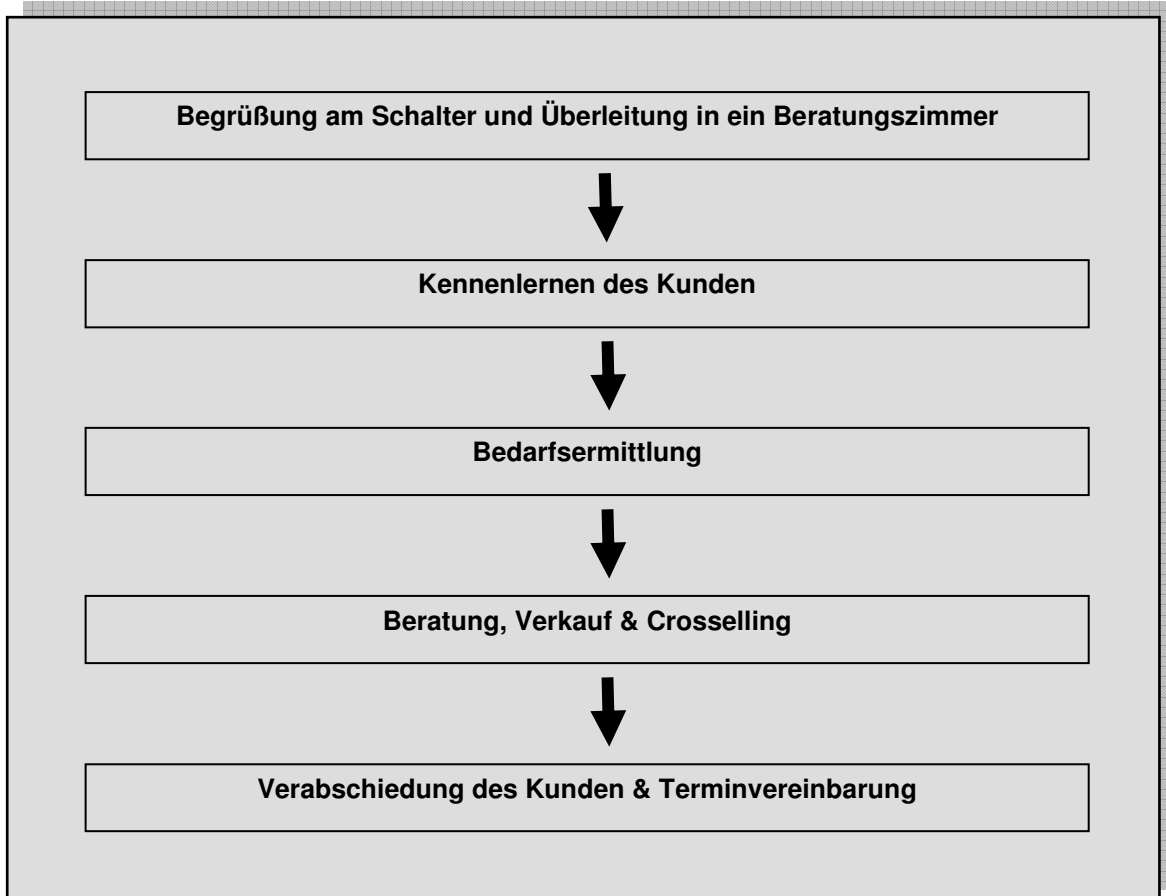 Begrüßung am Schalter und Überleitung in ein Beratungszimmer
Kennenlernen des Kunden
Bedarfsermittlung
Beratung, Verkauf & Crosselling
Verabschiedung des Kunden & Terminvereinbarung